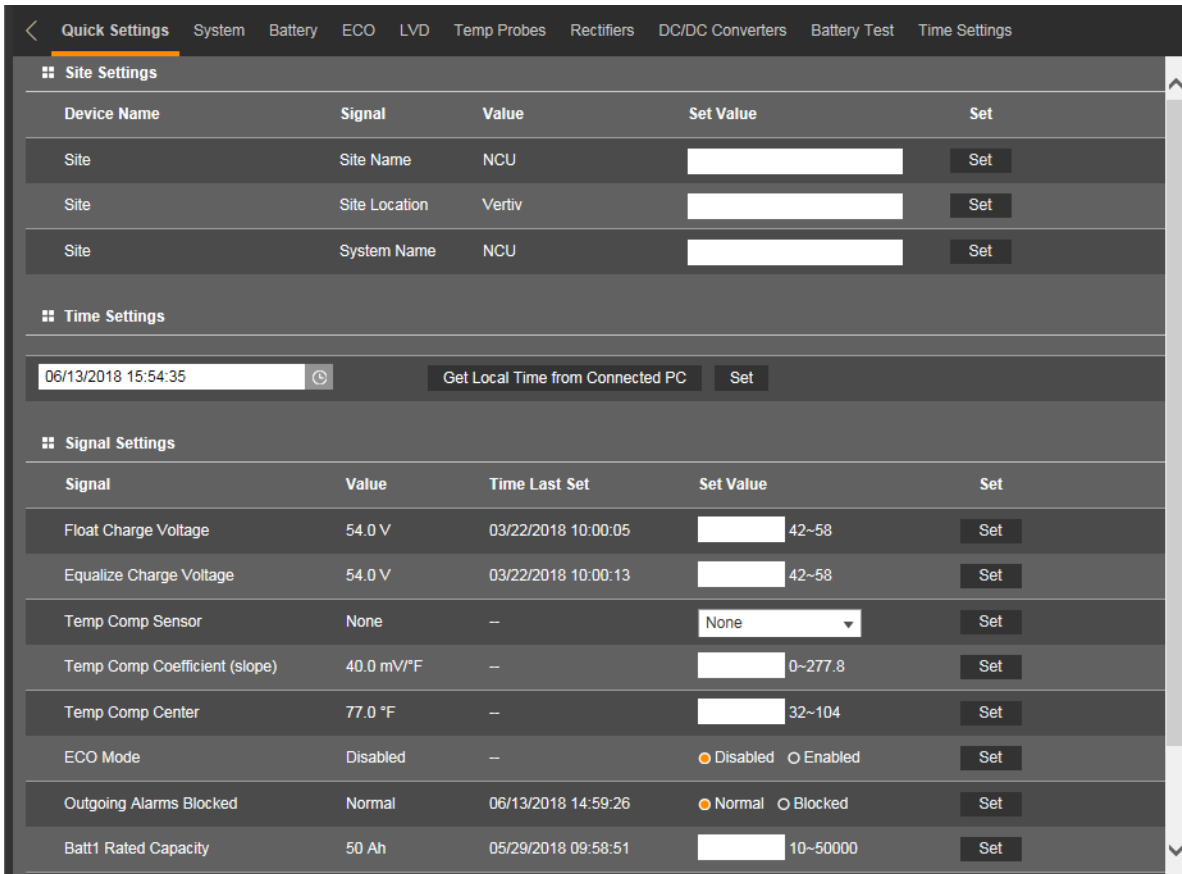 Quick Settings System Battery ECO LVD Temp Probes Rectifiers DC/DC Converters Battery Test Time Settings
Site Settings
Device Name Signal Value Set Value Set
Site Site Name NCU Set
Site Site Location Vertiv Set
Site System Name NCU Set
Time Settings
06/13/2018 15:54:35 Get Local Time from Connected PC Set
Signal Settings
Signal Value Time Last Set Set Value Set
Float Charge Voltage 54.0 V 03/22/2018 10:00:05 42~58 Set
Equalize Charge Voltage 54.0 V 03/22/2018 10:00:13 42~58 Set
Temp Comp Sensor None -- None Set
Temp Comp Coefficient (slope) 40.0 mV/°F -- 0~277.8 Set
Temp Comp Center 77.0 °F -- 32~104 Set
ECO Mode Disabled -- Disabled Enabled Set
Outgoing Alarms Blocked Normal 06/13/2018 14:59:26 Normal Blocked Set
Batt1 Rated Capacity 50 Ah 05/29/2018 09:58:51 10~50000 Set